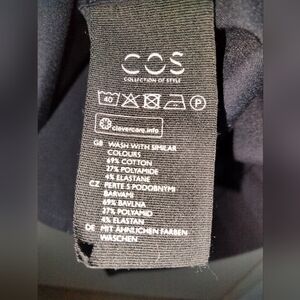 COS
COLLECTION OF STYLE
40 P
clevercare.info
GB WASH WITH SIMILAR
COLOURS
69% COTTON
27% POLYAMIDE
4% ELASTANE
CZ PERTE S PODOBNYMI
BARVAMI
69% BAVLNA
27% POLYAMID
4% ELASTAN
DE MIT ÄHNLICHEN FARBEN
WASCHEN